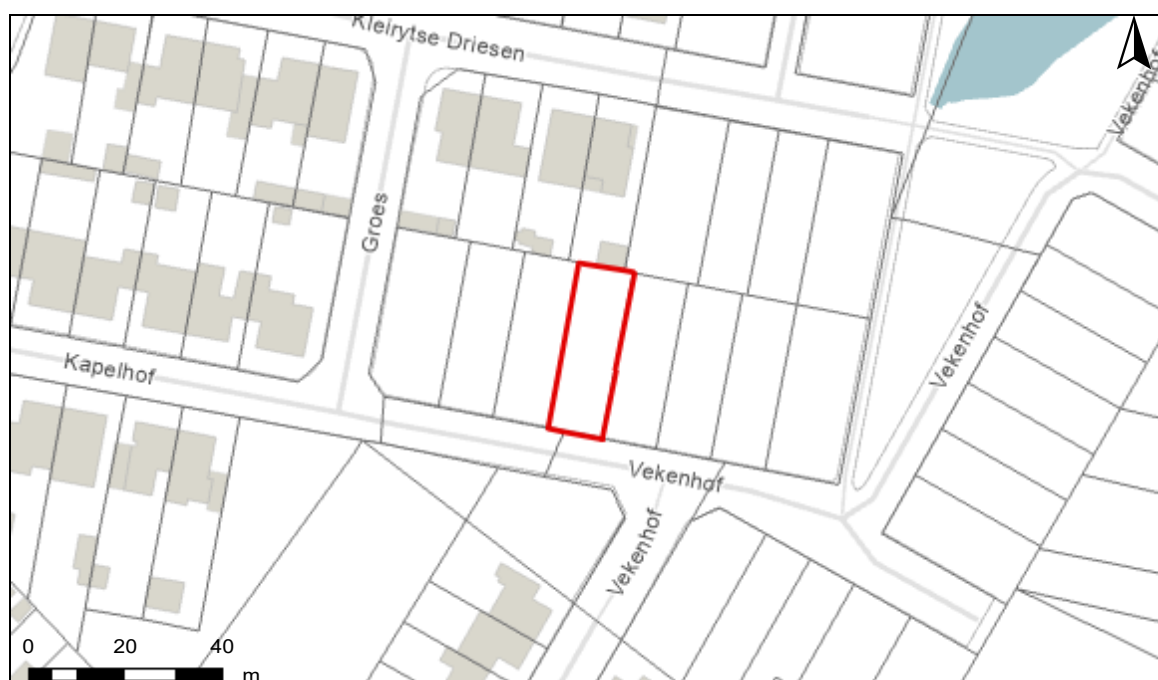 Kleirytse Driesen
Vekenhof
Groes
Vekenhof
Kapelhof
Vekenhof
Vekenhof
0 20 40
m